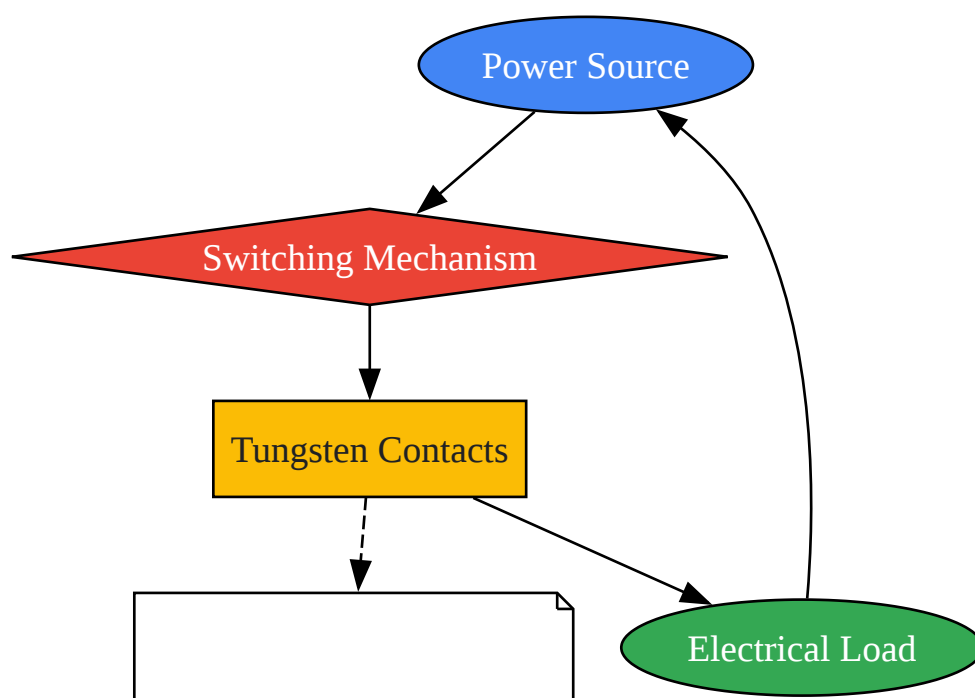 Power Source
Switching Mechanism
Tungsten Contacts
Electrical Load